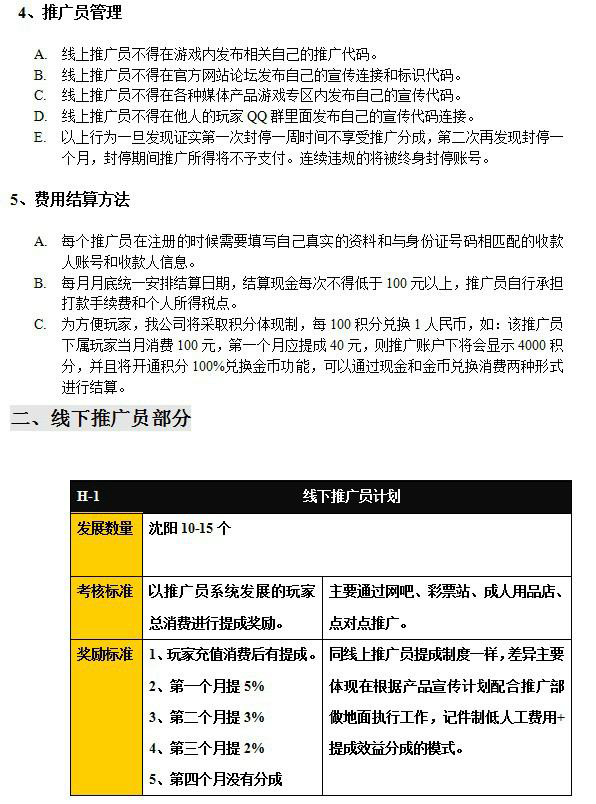 4、推广员管理
A. 线上推广员不得在游戏内发布相关自己的推广代码。
B. 线上推广员不得在官方网站论坛发布自己的宣传连接和标识代码。
C. 线上推广员不得在各种媒体产品游戏专区内发布自己的宣传代码。
D. 线上推广员不得在他人的玩家 QQ 群里面发布自己的宣传代码连接。
E. 以上行为一旦发现证实第一次封停一周时间不享受推广分成，第二次再发现封停一
个月，封停期间推广所得将不予支付。连续违规的将被终身封停账号。
5、费用结算方法
A. 每个推广员在注册的时候需要填写自己真实的资料和与身份证号码相匹配的收款
人账号和收款人信息。
B. 每月月底统一安排结算日期，结算现金每次不得低于 100 元以上，推广员自行承担
打款手续费和个人所得税点。
C. 为方便玩家，我公司将采取积分体现制，每 100 积分兑换 1 人民币，如：该推广员
下属玩家当月消费 100 元，第一个月应提成 40 元，则推广账户下将会显示 4000 积
分，并且将开通积分 100%兑换金币功能，可以通过现金和金币兑换消费两种形式
进行结算。
二、线下推广员部分
H-1 线下推广员计划
发展数量 沈阳 10-15 个
考核标准 以推广员系统发展的玩家 主要通过网吧、彩票站、成人用品店、
总消费进行提成奖励。 点对点推广。
奖励标准 1、玩家充值消费后有提成。 同线上推广员提成制度一样，差异主要
2、第一个月提 5% 体现在根据产品宣传计划配合推广部
3、第二个月提 3% 做地面执行工作，记件制低人工费用+
4、第三个月提 2% 提成效益分成的模式。
5、第四个月没有分成